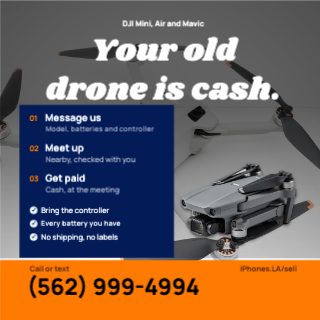 DJI Mini, Air and Mavic
Your old
drone is cash.
01 Message us
Model, batteries and controller
02 Meet up
Nearby, checked with you
03 Get paid
Cash, at the meeting
Bring the controller
Every battery you have
No shipping, no labels
Call or text
iPhones.LA/sell
(562) 999-4994